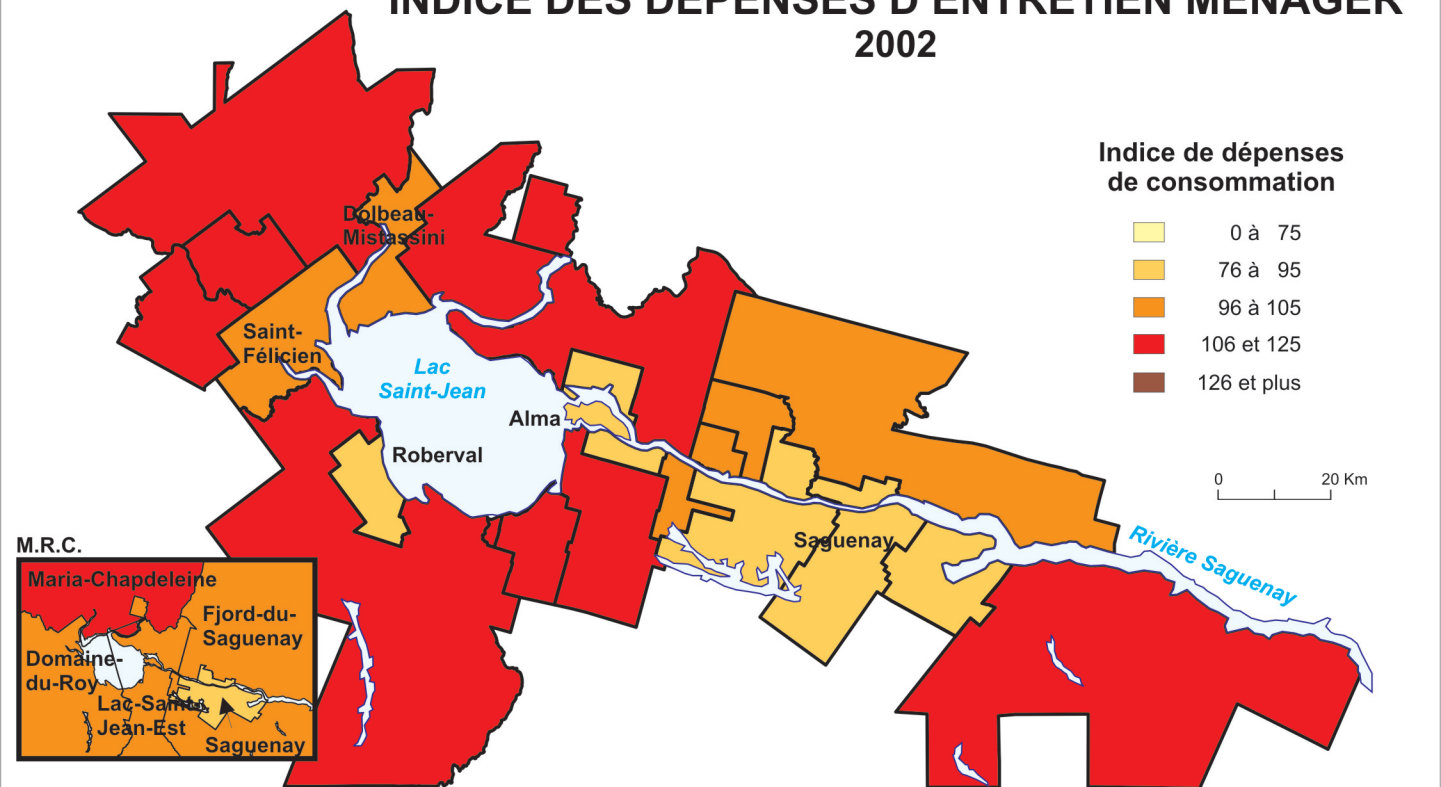 INDICE DES DÉPENSES D'ENTRETIEN MÉNAGER
2002
Indice de dépenses
de consommation
0 à 75
76 à 95
96 à 105
106 et 125
126 et plus
Dolbeau-
Mistassini
Saint-
Félicien
Lac
Saint-Jean
Alma
Roberval
0 20 Km
Saguenay
Rivière Saguenay
M.R.C.
Maria-Chapdeleine
Fjord-du-
Saguenay
Domaine-
du-Roy
Lac-Saint-
Jean-Est
Saguenay